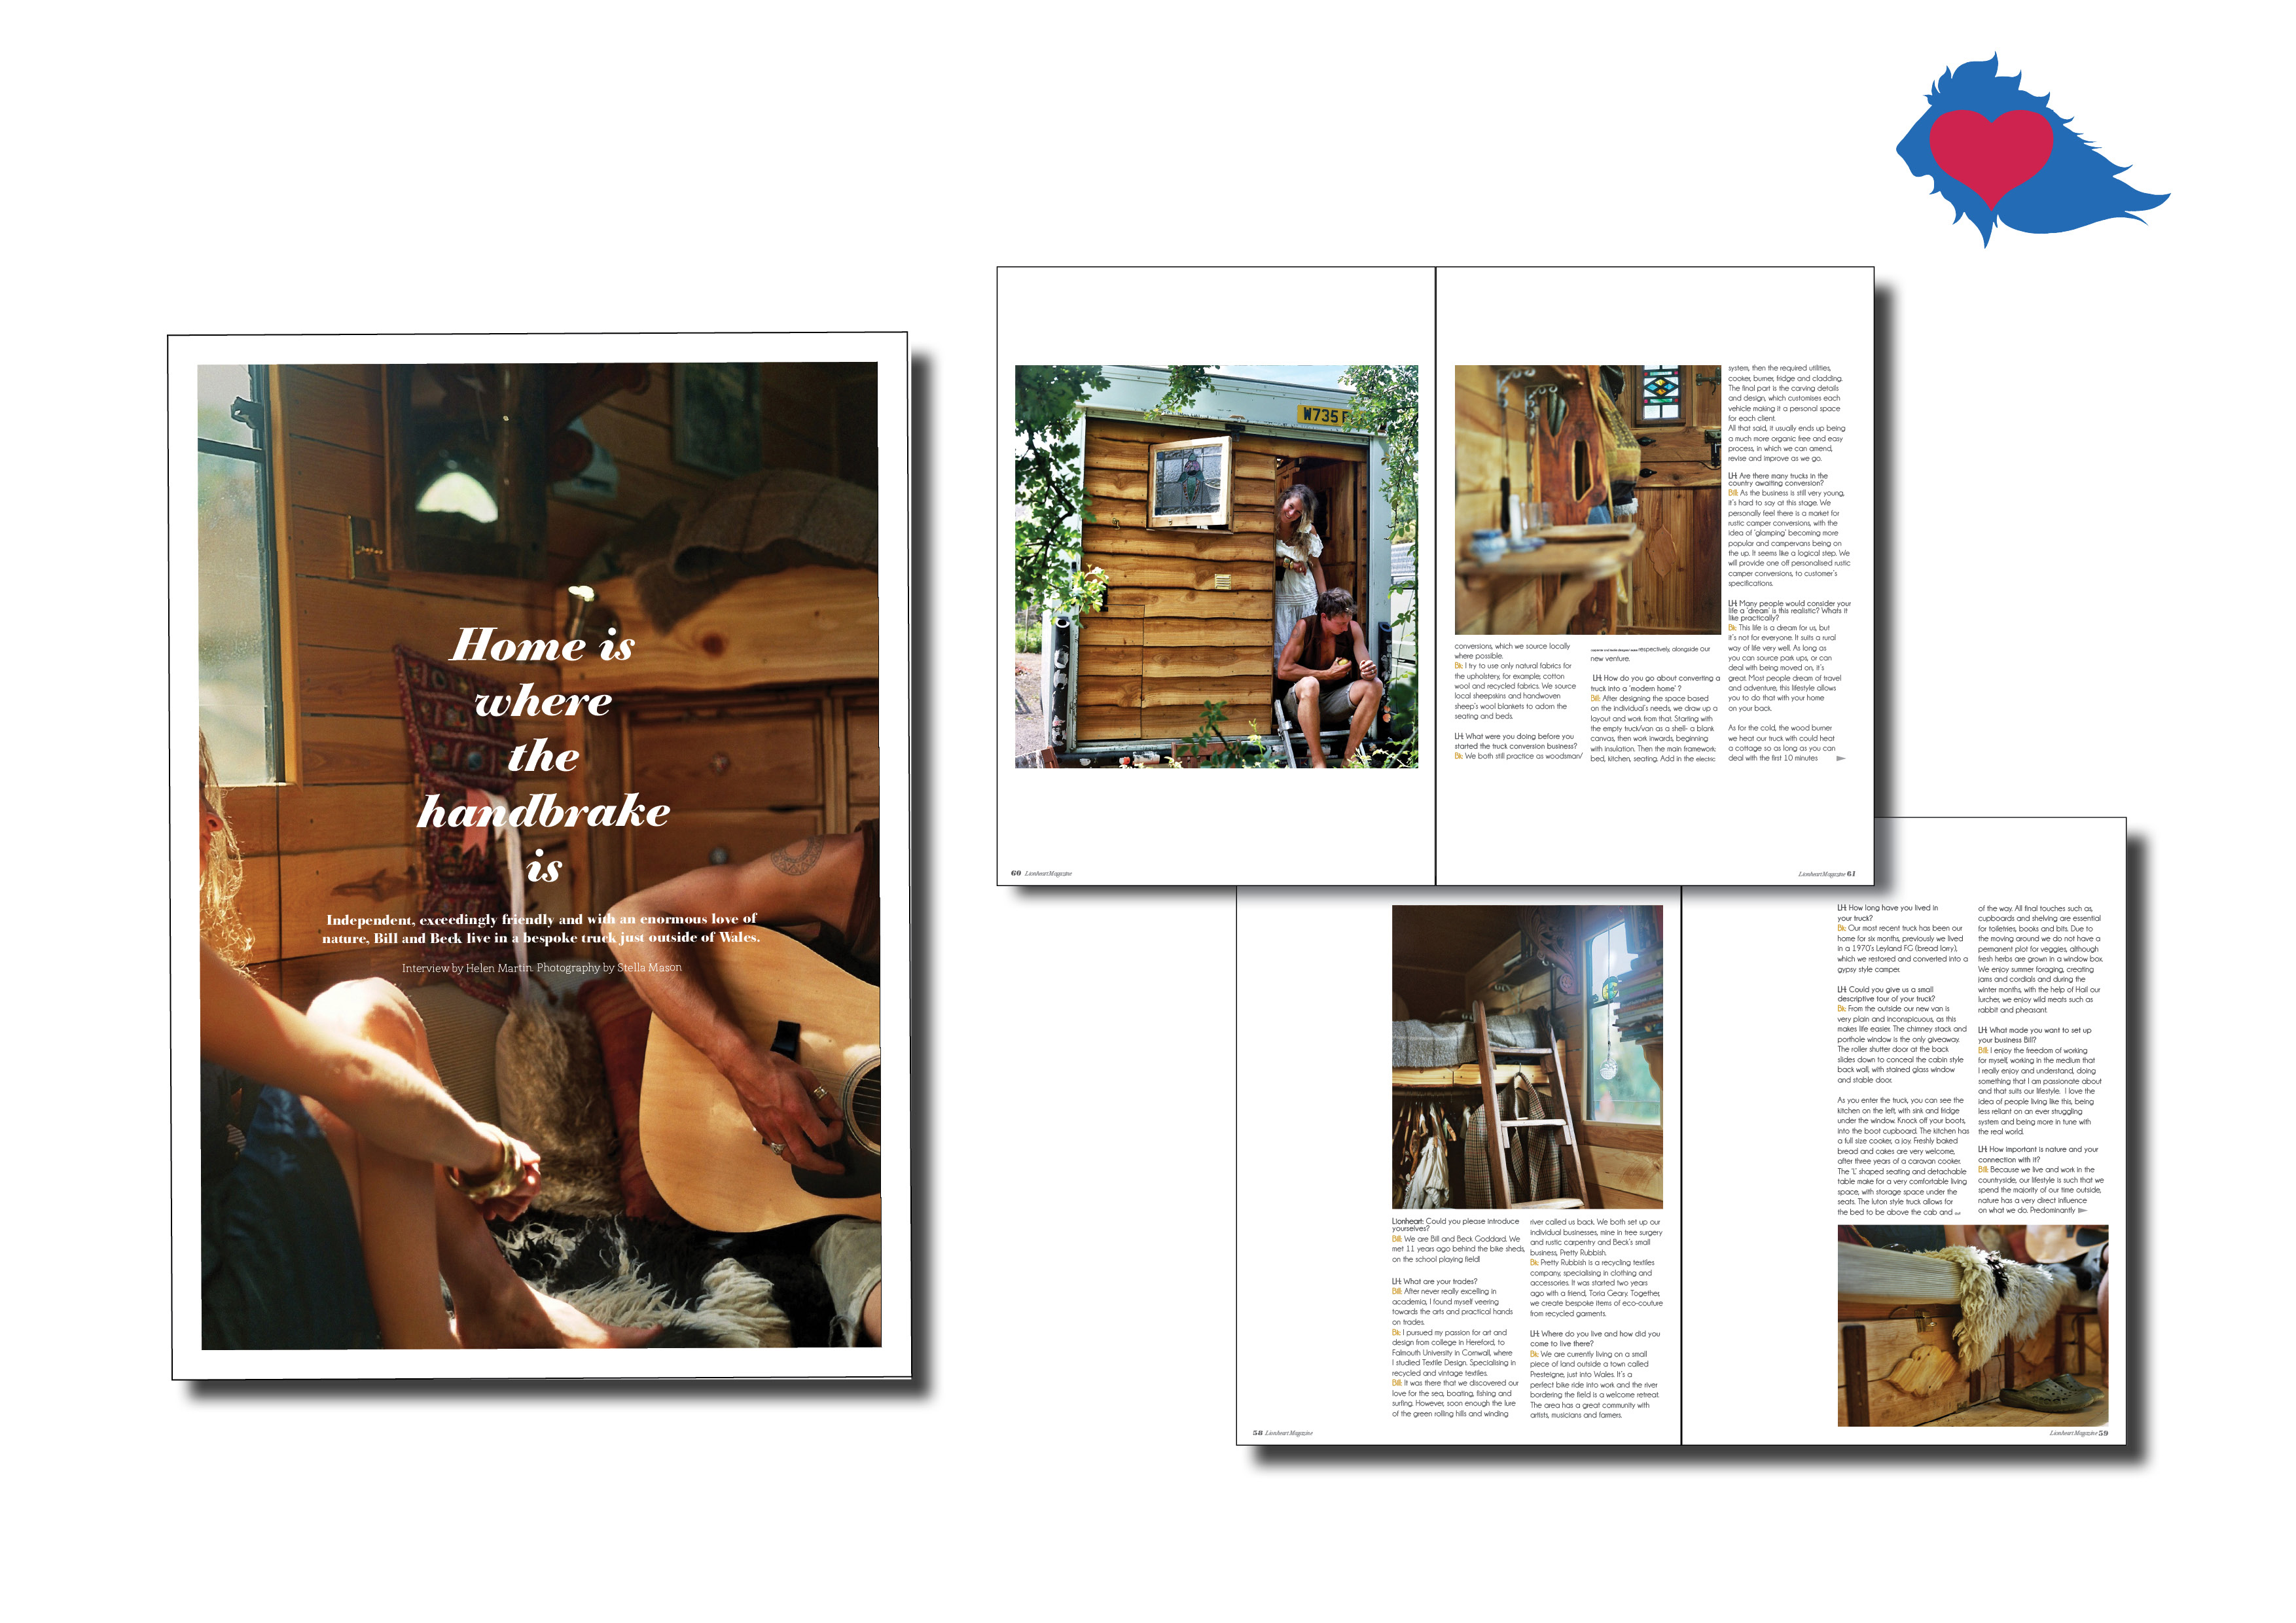 Home is
where
the
handbrake
is
Independent, exceedingly friendly and with an enormous love of
nature, Bill and Beck live in a bespoke truck just outside of Wales.
Interview by Helen Martin. Photography by Stella Mason
W735 F
conversions, which we source locally
where possible.
Bk: I try to use only natural fabrics for
the upholstery, for example; cotton
wool and recycled fabrics. We source
local sheepskins and handwoven
sheep's wool blankets to adorn the
seating and beds.
LH: What were you doing before you
started the truck conversion business?
Bk: We both still practice as woodsman/
respectively, alongside our
new venture.
LH: How do you go about converting a
truck into a 'modern home' ?
Bill: After designing the space based
on the individual's needs, we draw up a
layout and work from that. Starting with
the empty truck/van as a shell- a blank
canvas, then work inwards, beginning
with insulation. Then the main framework:
bed, kitchen, seating. Add in the electric
system, then the required utilities,
cooker, burner, fridge and cladding.
The final part is the carving details
and design, which customises each
vehicle making it a personal space
for each client.
All that said, it usually ends up being
a much more organic free and easy
process, in which we can amend,
revise and improve as we go.
LH: Are there many trucks in the
country awaiting conversion?
Bill: As the business is still very young,
it's hard to say at this stage. We
personally feel there is a market for
rustic camper conversions, with the
idea of 'glamping' becoming more
popular and campervans being on
the up. It seems like a logical step. We
will provide one off personalised rustic
camper conversions, to customer's
specifications.
LH: Many people would consider your
life a 'dream' is this realistic? Whats it
like practically?
Bk: This life is a dream for us, but
it's not for everyone. It suits a rural
way of life very well. As long as
you can source park ups, or can
deal with being moved on, it's
great. Most people dream of travel
and adventure, this lifestyle allows
you to do that with your home
on your back.
As for the cold, the wood burner
we heat our truck with could heat
a cottage so as long as you can
deal with the first 10 minutes
60 Lionheart Magazine
Lionheart Magazine 61
Lionheart: Could you please introduce
yourselves?
Bill: We are Bill and Beck Goddard. We
met 11 years ago behind the bike sheds,
on the school playing field!
LH: What are your trades?
Bill: After never really excelling in
academia, I found myself veering
towards the arts and practical hands
on trades.
Bk: I pursued my passion for art and
design from college in Hereford, to
Falmouth University in Cornwall, where
I studied Textile Design. Specialising in
recycled and vintage textiles.
Bill: It was there that we discovered our
love for the sea, boating, fishing and
surfing. However, soon enough the lure
of the green rolling hills and winding
river called us back. We both set up our
individual businesses, mine in tree surgery
and rustic carpentry and Beck's small
business, Pretty Rubbish.
Bk: Pretty Rubbish is a recycling textiles
company, specialising in clothing and
accessories. It was started two years
ago with a friend, Toria Geary. Together,
we create bespoke items of eco-couture
from recycled garments.
LH: Where do you live and how did you
come to live there?
Bk: We are currently living on a small
piece of land outside a town called
Presteigne, just into Wales. It's a
perfect bike ride into work and the river
bordering the field is a welcome retreat.
The area has a great community with
artists, musicians and farmers.
LH: How long have you lived in
your truck?
Bk: Our most recent truck has been our
home for six months, previously we lived
in a 1970's Leyland FG (bread lorry),
which we restored and converted into a
gypsy style camper.
LH: Could you give us a small
descriptive tour of your truck?
Bk: From the outside our new van is
very plain and inconspicuous, as this
makes life easier. The chimney stack and
porthole window is the only giveaway.
The roller shutter door at the back
slides down to conceal the cabin style
back wall, with stained glass window
and stable door.
As you enter the truck, you can see the
kitchen on the left, with sink and fridge
under the window. Knock off your boots,
into the boot cupboard. The kitchen has
a full size cooker, a joy. Freshly baked
bread and cakes are very welcome,
after three years of a caravan cooker.
The 'L' shaped seating and detachable
table make for a very comfortable living
space, with storage space under the
seats. The luton style truck allows for
the bed to be above the cab and out
of the way. All final touches such as,
cupboards and shelving are essential
for toiletries, books and bits. Due to
the moving around we do not have a
permanent plot for veggies, although
fresh herbs are grown in a window box.
We enjoy summer foraging, creating
jams and cordials and during the
winter months, with the help of Hail our
lurcher, we enjoy wild meats such as
rabbit and pheasant.
LH: What made you want to set up
your business Bill?
Bill: I enjoy the freedom of working
for myself, working in the medium that
I really enjoy and understand, doing
something that I am passionate about
and that suits our lifestyle. I love the
idea of people living like this, being
less reliant on an ever struggling
system and being more in tune with
the real world.
LH: How important is nature and your
connection with it?
Bill: Because we live and work in the
countryside, our lifestyle is such that we
spend the majority of our time outside,
nature has a very direct influence
on what we do. Predominantly
58 Lionheart Magazine
Lionheart Magazine 59